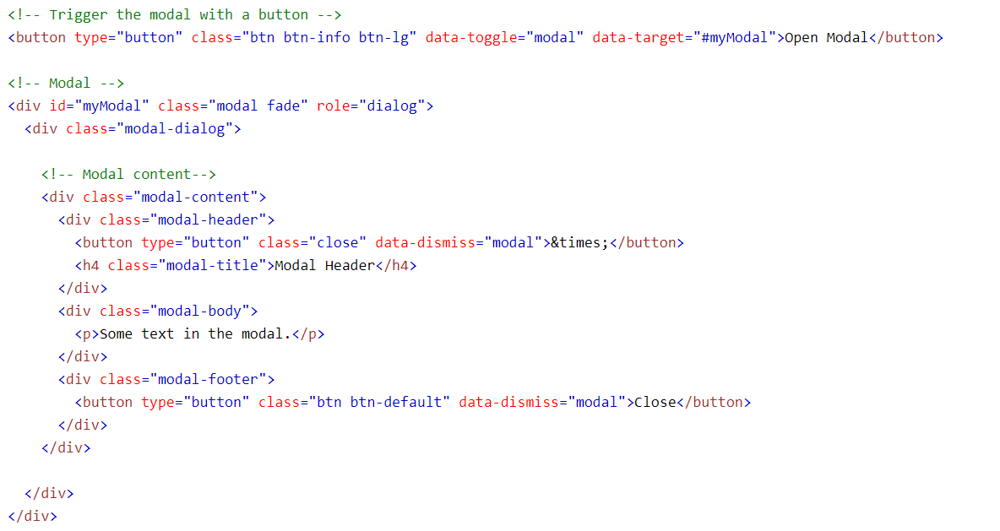 <!-- Trigger the modal with a button -->
<button type="button" class="btn btn-info btn-lg" data-toggle="modal" data-target="#myModal">Open Modal</button>
<!-- Modal -->
<div id="myModal" class="modal fade" role="dialog">
<div class="modal-dialog">
<!-- Modal content-->
<div class="modal-content">
<div class="modal-header">
<button type="button" class="close" data-dismiss="modal">&times;</button>
<h4 class="modal-title">Modal Header</h4>
</div>
<div class="modal-body">
<p>Some text in the modal.</p>
</div>
<div class="modal-footer">
<button type="button" class="btn btn-default" data-dismiss="modal">Close</button>
</div>
</div>
</div>
</div>